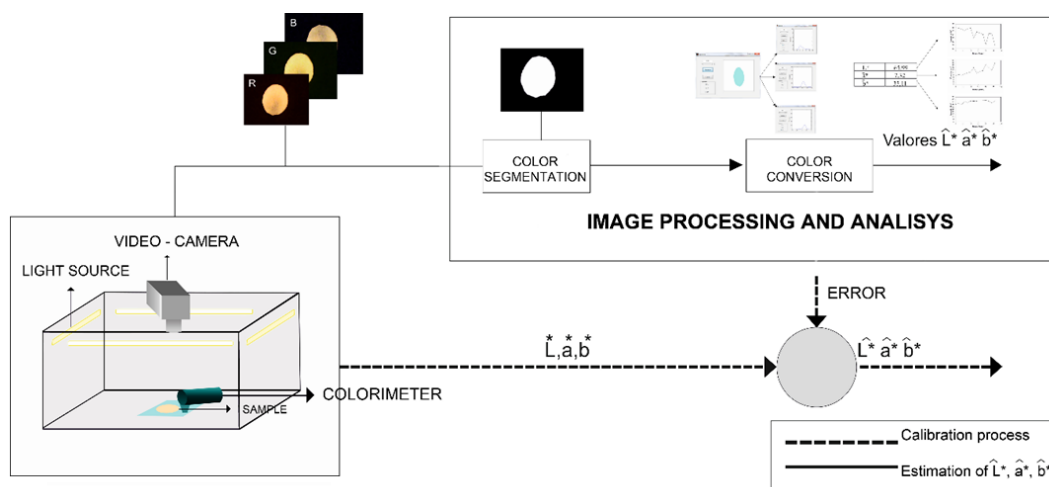 B
G
R
COLOR
SEGMENTATION
COLOR
CONVERSION
Valores L̂* â* b̂*
IMAGE PROCESSING AND ANALISYS
VIDEO - CAMERA
LIGHT SOURCE
COLORIMETER
SAMPLE
L*,a*,b*
ERROR
L̂* â* b̂*
Calibration process
Estimation of L̂*, â*, b̂*